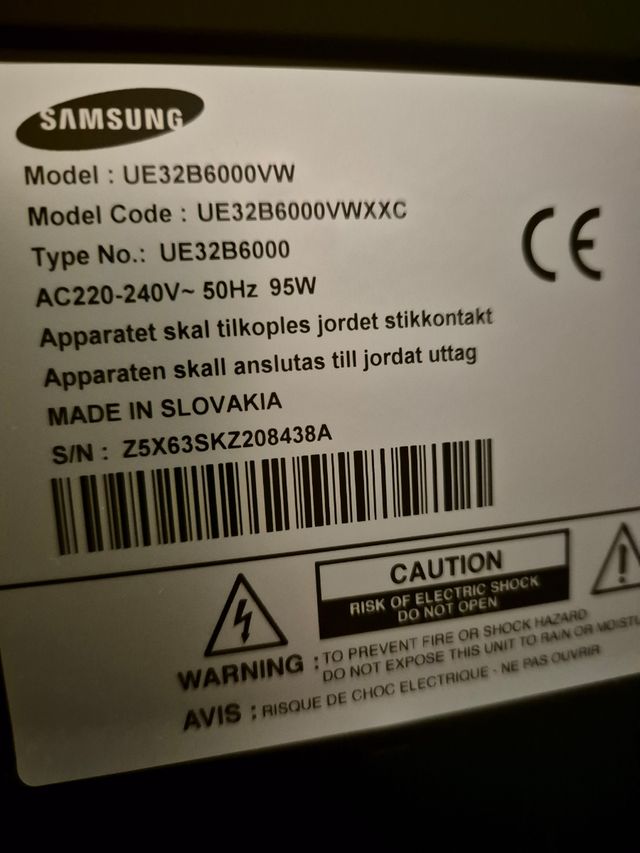 SAMSUNG
Model : UE32B6000VW
Model Code : UE32B6000VWXXC
Type No.: UE32B6000
AC220-240V~ 50Hz 95W
Apparatet skal tilkoples jordet stikkontakt
Apparaten skall anslutas till jordat uttag
MADE IN SLOVAKIA
S/N : Z5X63SKZ208438A
CE
CAUTION
RISK OF ELECTRIC SHOCK
DO NOT OPEN
WARNING : TO PREVENT FIRE OR SHOCK HAZARD
DO NOT EXPOSE THIS UNIT TO RAIN OR MOISTU
AVIS : RISQUE DE CHOC ELECTRIQUE - NE PAS OUVRIR